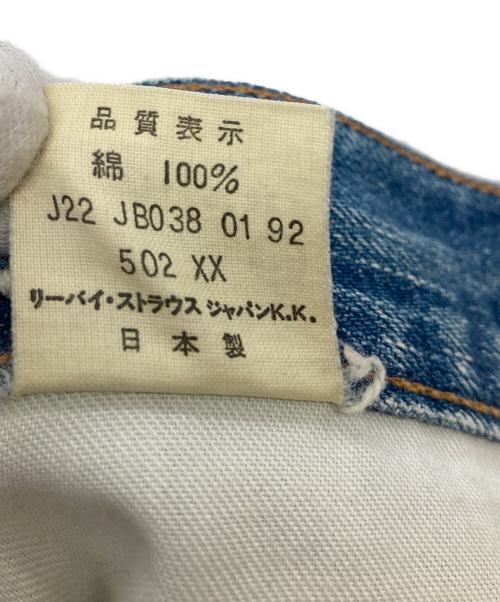 品質表示
綿 100%
J22 JB038 01 92
502 XX
リーバイ・ストラウス ジャパンK.K.
日本製